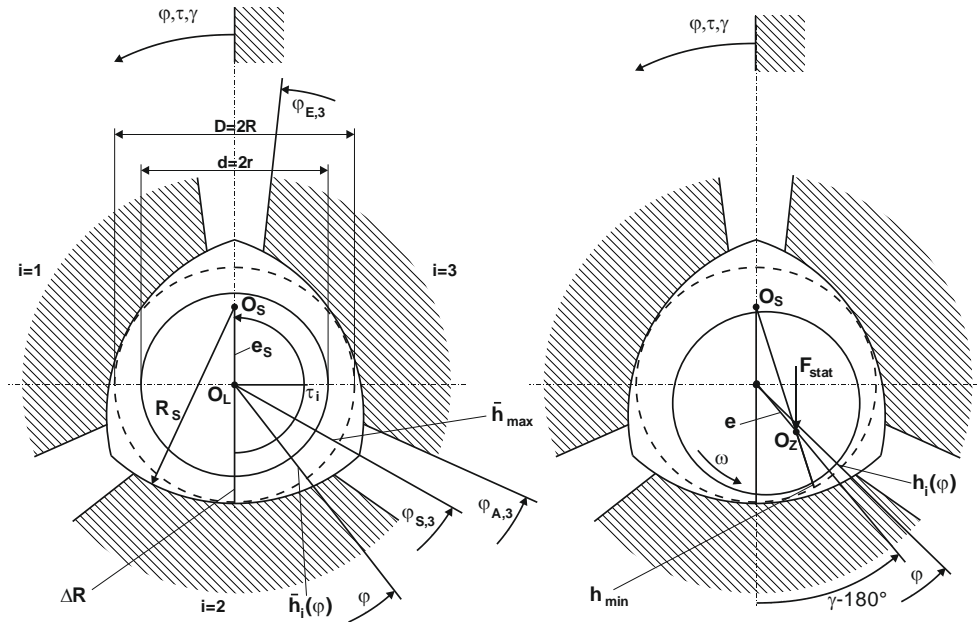 φ,τ,γ
φE,3
D=2R
d=2r
i=1
i=3
OS
eS
OL
τi
RS
h̄max
φS,3
φA,3
ΔR
i=2
h̄i(φ)
φ
φ,τ,γ
OS
Fstat
e
OZ
ω
hi(φ)
hmin
φ
γ-180°